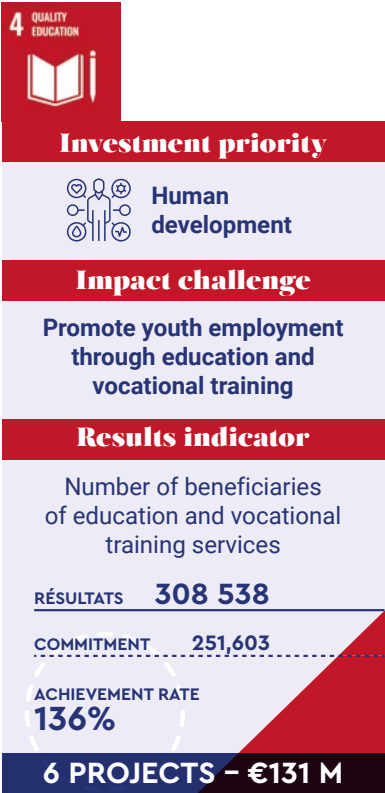 4 QUALITY
EDUCATION
Investment priority
Human
development
Impact challenge
Promote youth employment
through education and
vocational training
Results indicator
Number of beneficiaries
of education and vocational
training services
RÉSULTATS 308 538
COMMITMENT 251,603
ACHIEVEMENT RATE
136%
6 PROJECTS – €131 M